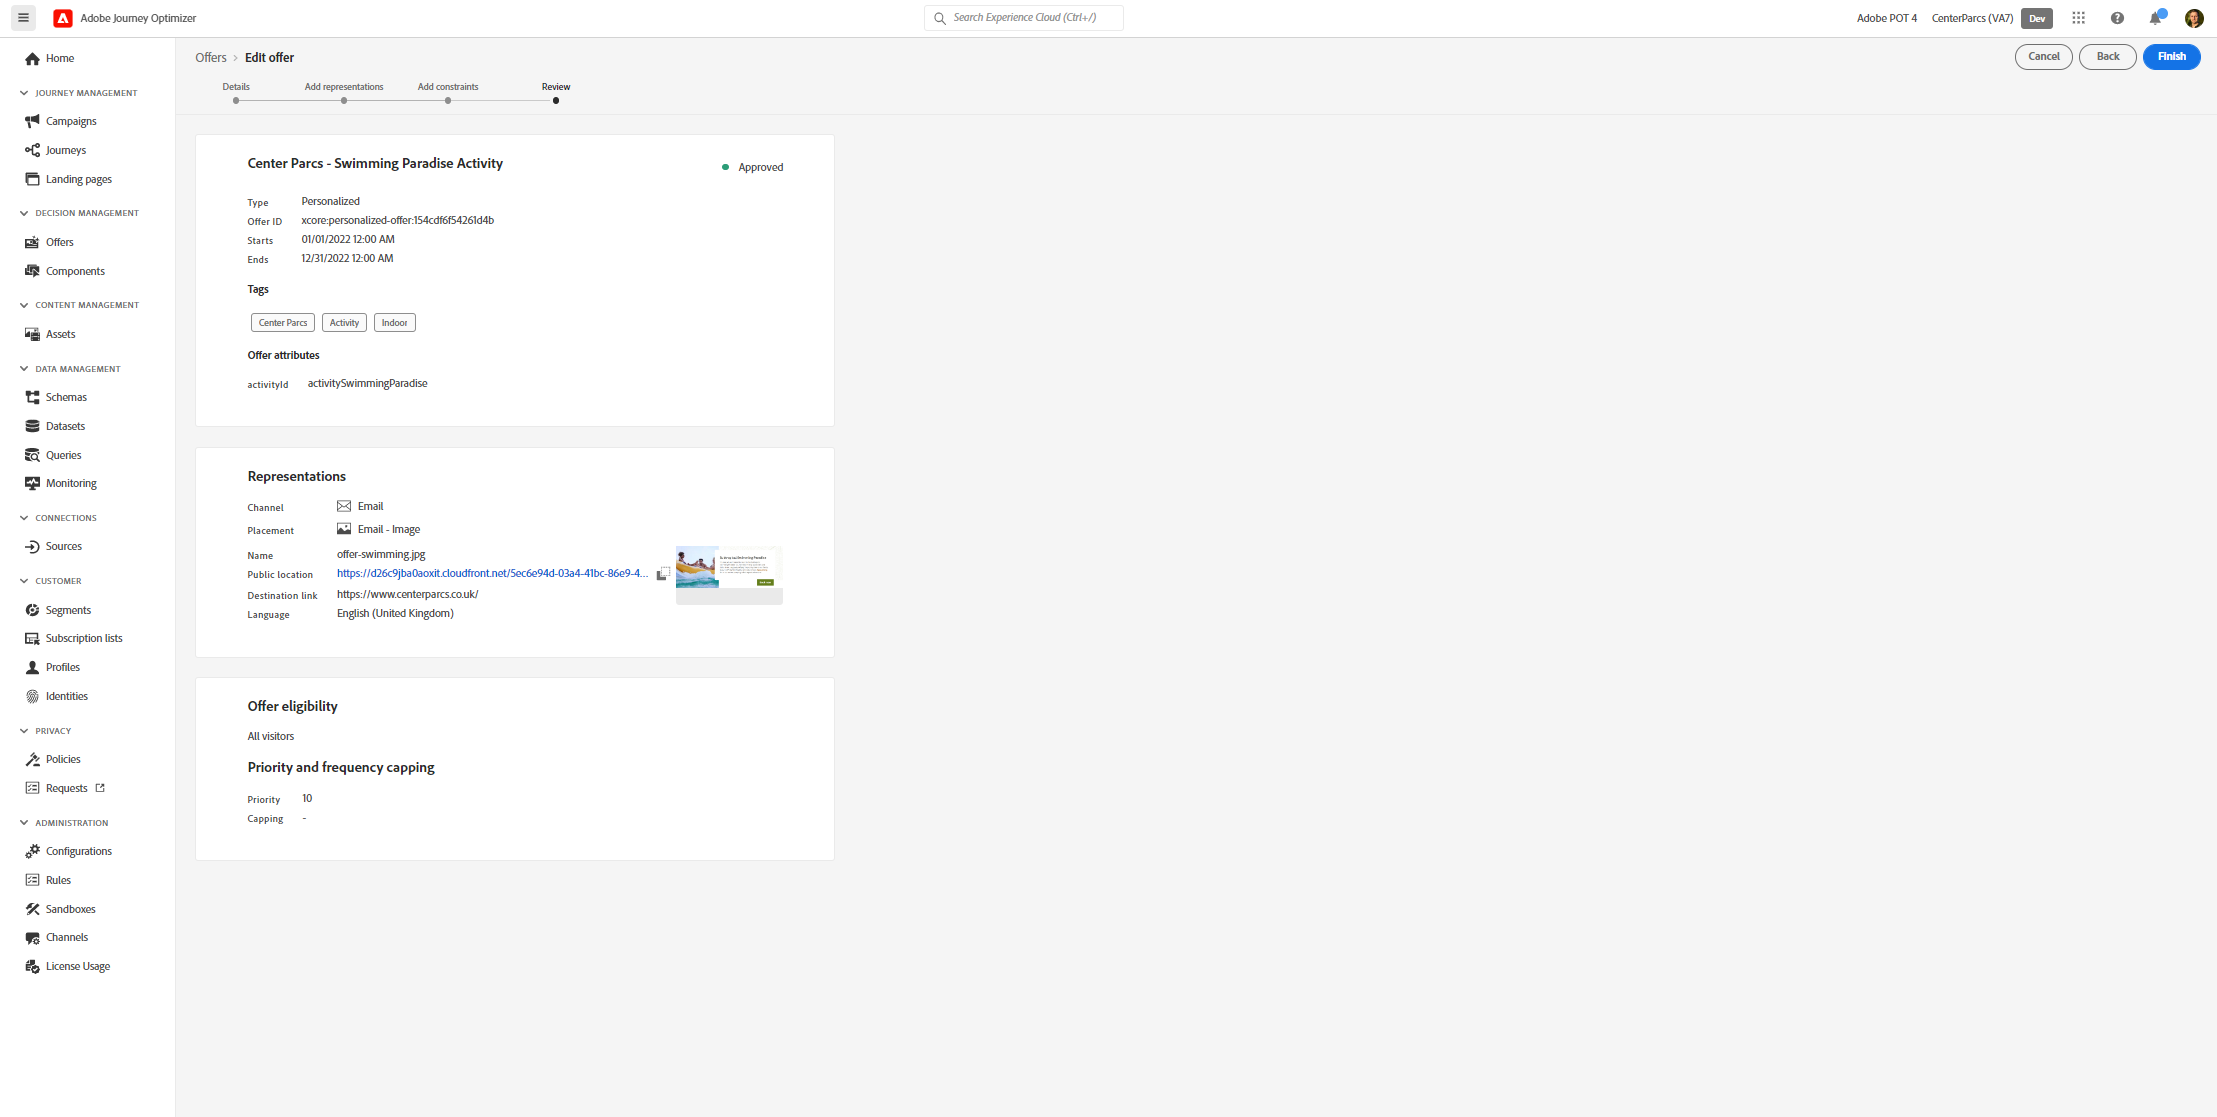 Adobe Journey Optimizer
Search Experience Cloud (Ctrl+/)
Adobe POT 4
CenterParcs (VA7)
Dev
Home
JOURNEY MANAGEMENT
Campaigns
Journeys
Landing pages
DECISION MANAGEMENT
Offers
Components
CONTENT MANAGEMENT
Assets
DATA MANAGEMENT
Schemas
Datasets
Queries
Monitoring
CONNECTIONS
Sources
CUSTOMER
Segments
Subscription lists
Profiles
Identities
PRIVACY
Policies
Requests
ADMINISTRATION
Configurations
Rules
Sandboxes
Channels
License Usage
Offers > Edit offer
Cancel
Back
Finish
Details
Add representations
Add constraints
Review
Center Parcs - Swimming Paradise Activity
Approved
Type Personalized
Offer ID xcore:personalized-offer:154cdf6f54261d4b
Starts 01/01/2022 12:00 AM
Ends 12/31/2022 12:00 AM
Tags
Center Parcs
Activity
Indoor
Offer attributes
activityId activitySwimmingParadise
Representations
Channel Email
Placement Email - Image
Name offer-swimming.jpg
Public location https://d26c9jba0aoxit.cloudfront.net/5ec6e94d-03a4-41bc-86e9-4...
Destination link https://www.centerparcs.co.uk/
Language English (United Kingdom)
Offer eligibility
All visitors
Priority and frequency capping
Priority 10
Capping -